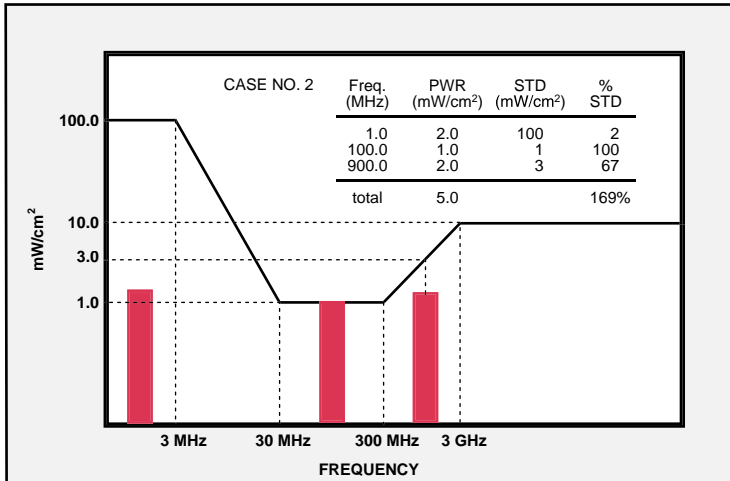 CASE NO. 2
Freq. PWR STD %
(MHz) (mW/cm²) (mW/cm²) STD
1.0 2.0 100 2
100.0 1.0 1 100
900.0 2.0 3 67
total 5.0 169%
100.0
10.0
3.0
1.0
mW/cm²
3 MHz 30 MHz 300 MHz 3 GHz
FREQUENCY